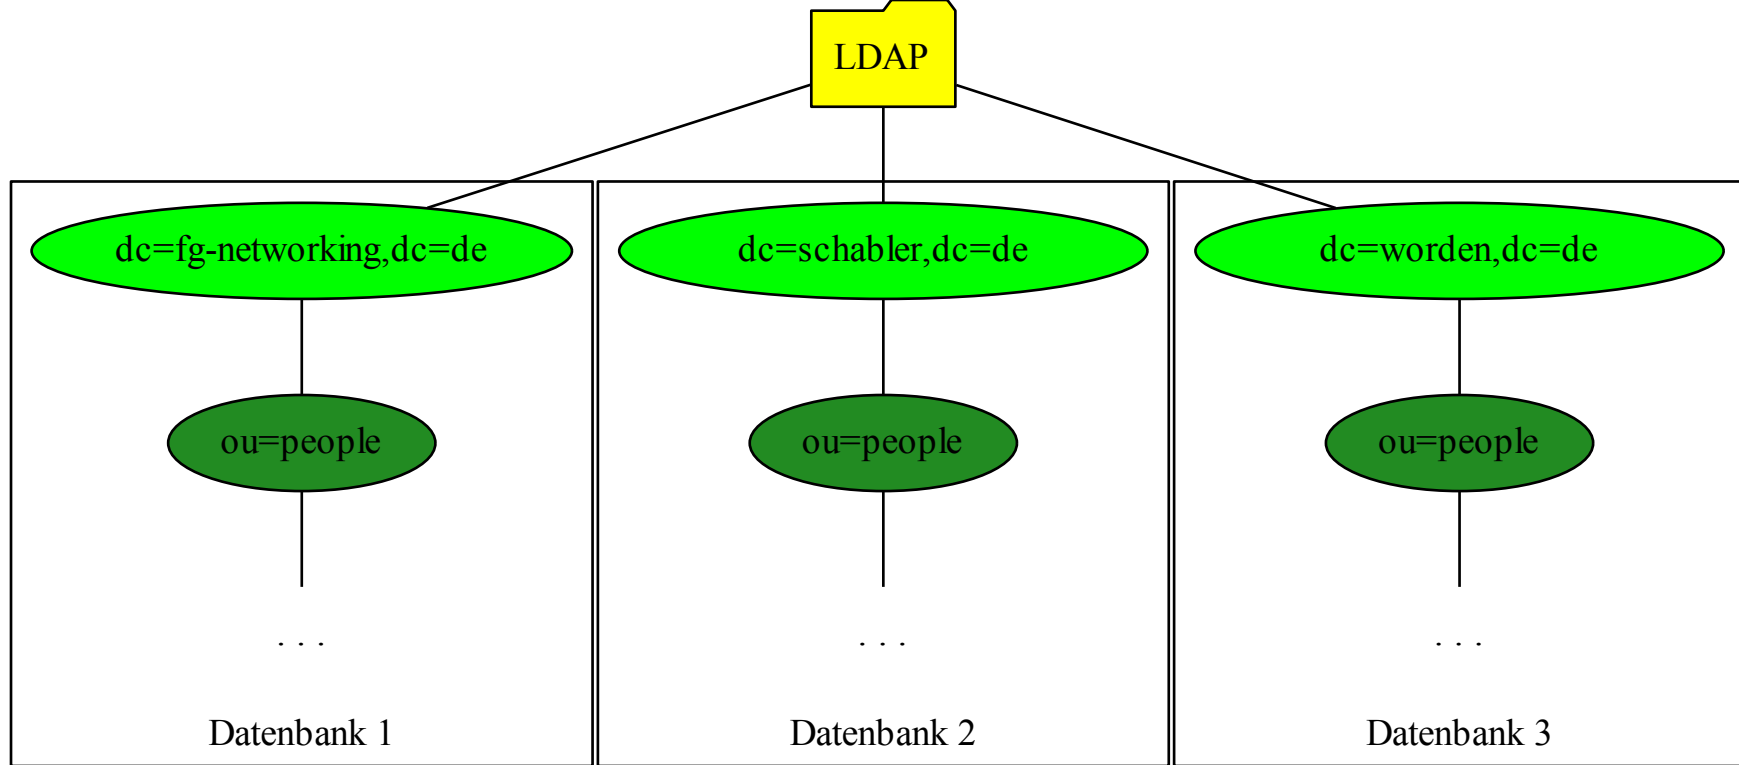 LDAP
dc=fg-networking,dc=de
dc=schabler,dc=de
dc=worden,dc=de
ou=people
ou=people
ou=people
. . .
. . .
. . .
Datenbank 1
Datenbank 2
Datenbank 3